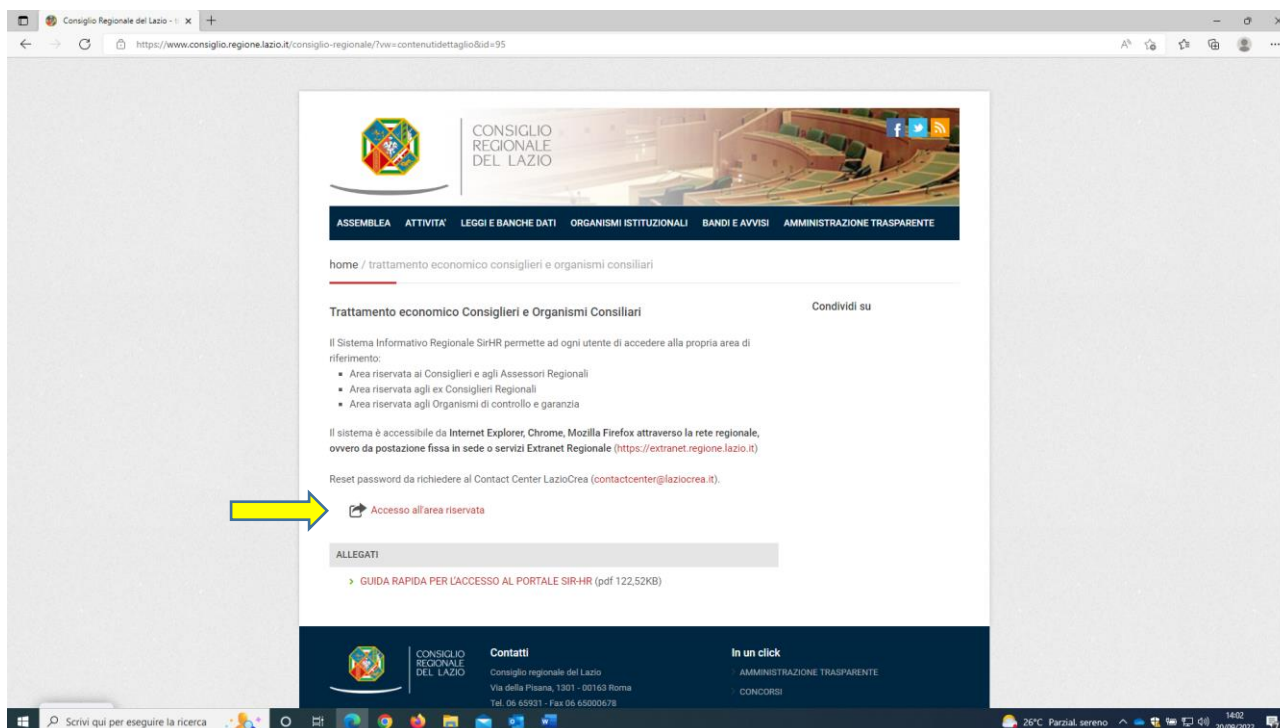 Consiglio Regionale del Lazio - ti
https://www.consiglio.regione.lazio.it/consiglio-regionale/?vw=contenutidettaglio&id=95
CONSIGLIO
REGIONALE
DEL LAZIO
ASSEMBLEA ATTIVITA' LEGGI E BANCHE DATI ORGANISMI ISTITUZIONALI BANDI E AVVISI AMMINISTRAZIONE TRASPARENTE
home / trattamento economico consiglieri e organismi consiliari
Trattamento economico Consiglieri e Organismi Consiliari
Condividi su
Il Sistema Informativo Regionale SirHR permette ad ogni utente di accedere alla propria area di
riferimento:
Area riservata ai Consiglieri e agli Assessori Regionali
Area riservata agli ex Consiglieri Regionali
Area riservata agli Organismi di controllo e garanzia
Il sistema è accessibile da Internet Explorer, Chrome, Mozilla Firefox attraverso la rete regionale,
ovvero da postazione fissa in sede o servizi Extranet Regionale (https://extranet.regione.lazio.it)
Reset password da richiedere al Contact Center LazioCrea (contactcenter@laziocrea.it).
Accesso all'area riservata
ALLEGATI
GUIDA RAPIDA PER L'ACCESSO AL PORTALE SIR-HR (pdf 122,52KB)
CONSIGLIO
REGIONALE
DEL LAZIO
Contatti
Consiglio regionale del Lazio
Via della Pisana, 1301 - 00163 Roma
Tel. 06 65931 - Fax 06 65000678
In un click
AMMINISTRAZIONE TRASPARENTE
CONCORSI
Scrivi qui per eseguire la ricerca
26°C Parzial. sereno
14:02
20/09/2022